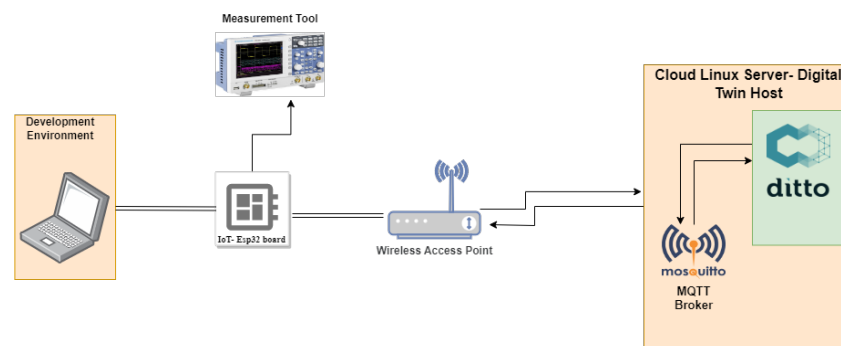 Measurement Tool
Development
Environment
IoT- Esp32 board
Wireless Access Point
Cloud Linux Server- Digital
Twin Host
ditto
mosquitto
MQTT
Broker